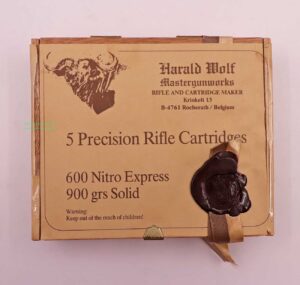 Harald Wolf
Mastergunworks
RIFLE AND CARTRIDGE MAKER
Krinkelt 13
B-4761 Rocherath / Belgium
5 Precision Rifle Cartridges
600 Nitro Express
900 grs Solid
Warning:
Keep out of the reach of children!